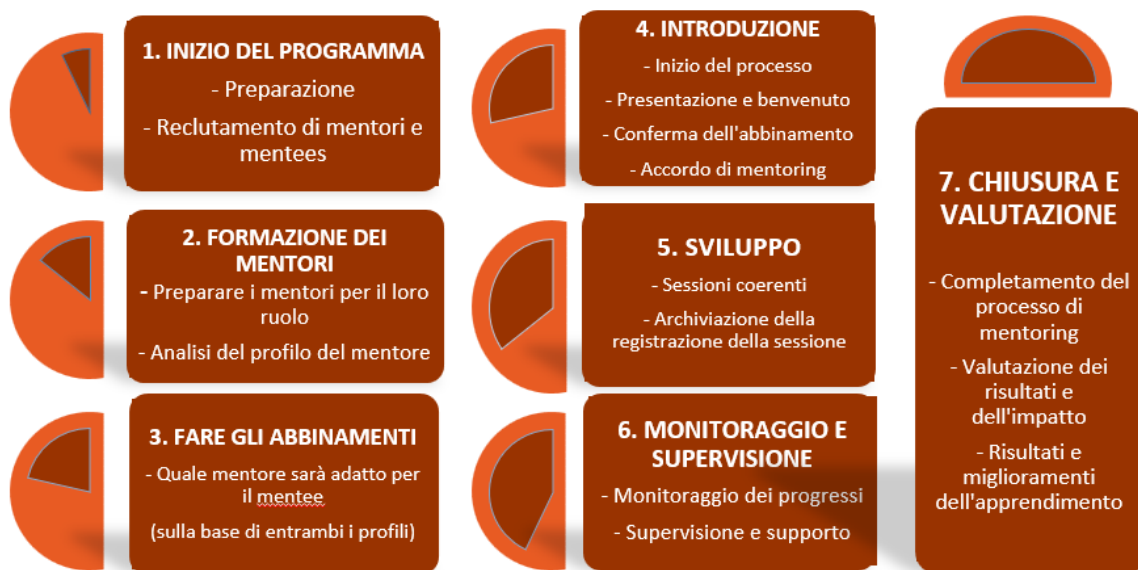 1. INIZIO DEL PROGRAMMA
- Preparazione
- Reclutamento di mentori e
mentees
2. FORMAZIONE DEI
MENTORI
- Preparare i mentori per il loro
ruolo
- Analisi del profilo del mentore
3. FARE GLI ABBINAMENTI
- Quale mentore sarà adatto per
il mentee
(sulla base di entrambi i profili)
4. INTRODUZIONE
- Inizio del processo
- Presentazione e benvenuto
- Conferma dell'abbinamento
- Accordo di mentoring
5. SVILUPPO
- Sessioni coerenti
- Archiviazione della
registrazione della sessione
6. MONITORAGGIO E
SUPERVISIONE
- Monitoraggio dei progressi
- Supervisione e supporto
7. CHIUSURA E
VALUTAZIONE
- Completamento del
processo di
mentoring
- Valutazione dei
risultati e
dell'impatto
- Risultati e
miglioramenti
dell'apprendimento